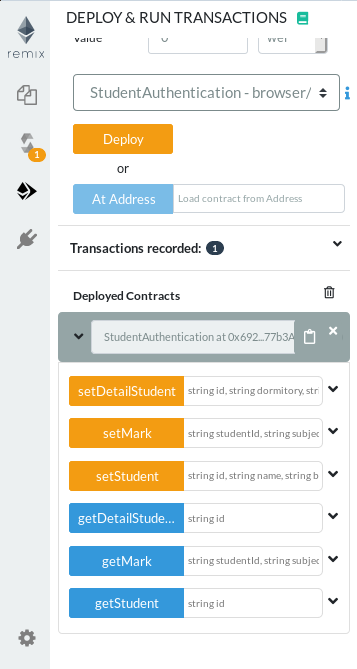 DEPLOY & RUN TRANSACTIONS
remix
Value 0 Wei
StudentAuthentication - browser/
1
Deploy
or
At Address Load contract from Address
Transactions recorded: 1
Deployed Contracts
StudentAuthentication at 0x692...77b3A
setDetailStudent string id, string dormitory, stri
setMark string studentId, string subjec
setStudent string id, string name, string b
getDetailStude... string id
getMark string studentId, string subjec
getStudent string id